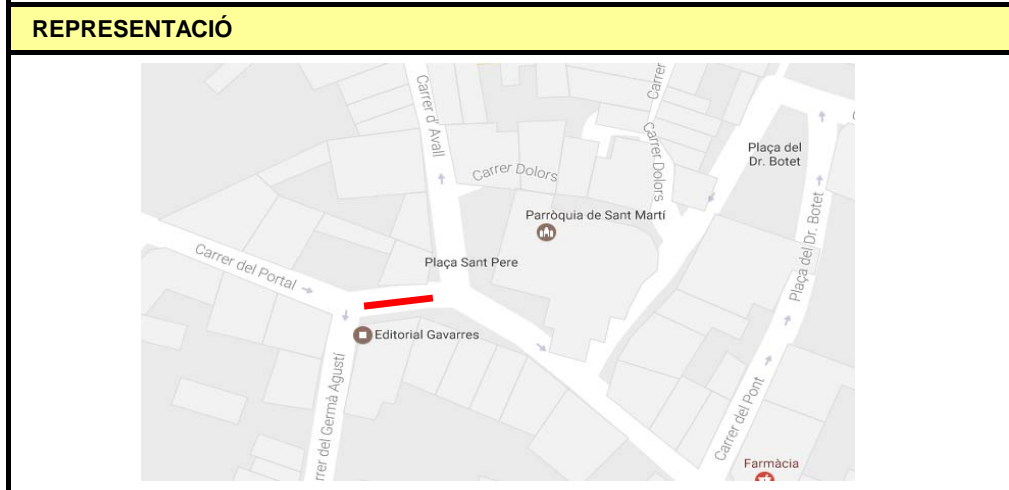 REPRESENTACIÓ
Carrer d' Avall
Carrer
Carrer Dolors
Carrer Dolors
Plaça del
Dr. Botet
Parròquia de Sant Martí
Plaça Sant Pere
Plaça del Dr. Botet
Carrer del Portal
Editorial Gavarres
rrer del Germà Agustí
Carrer del Pont
Farmàcia